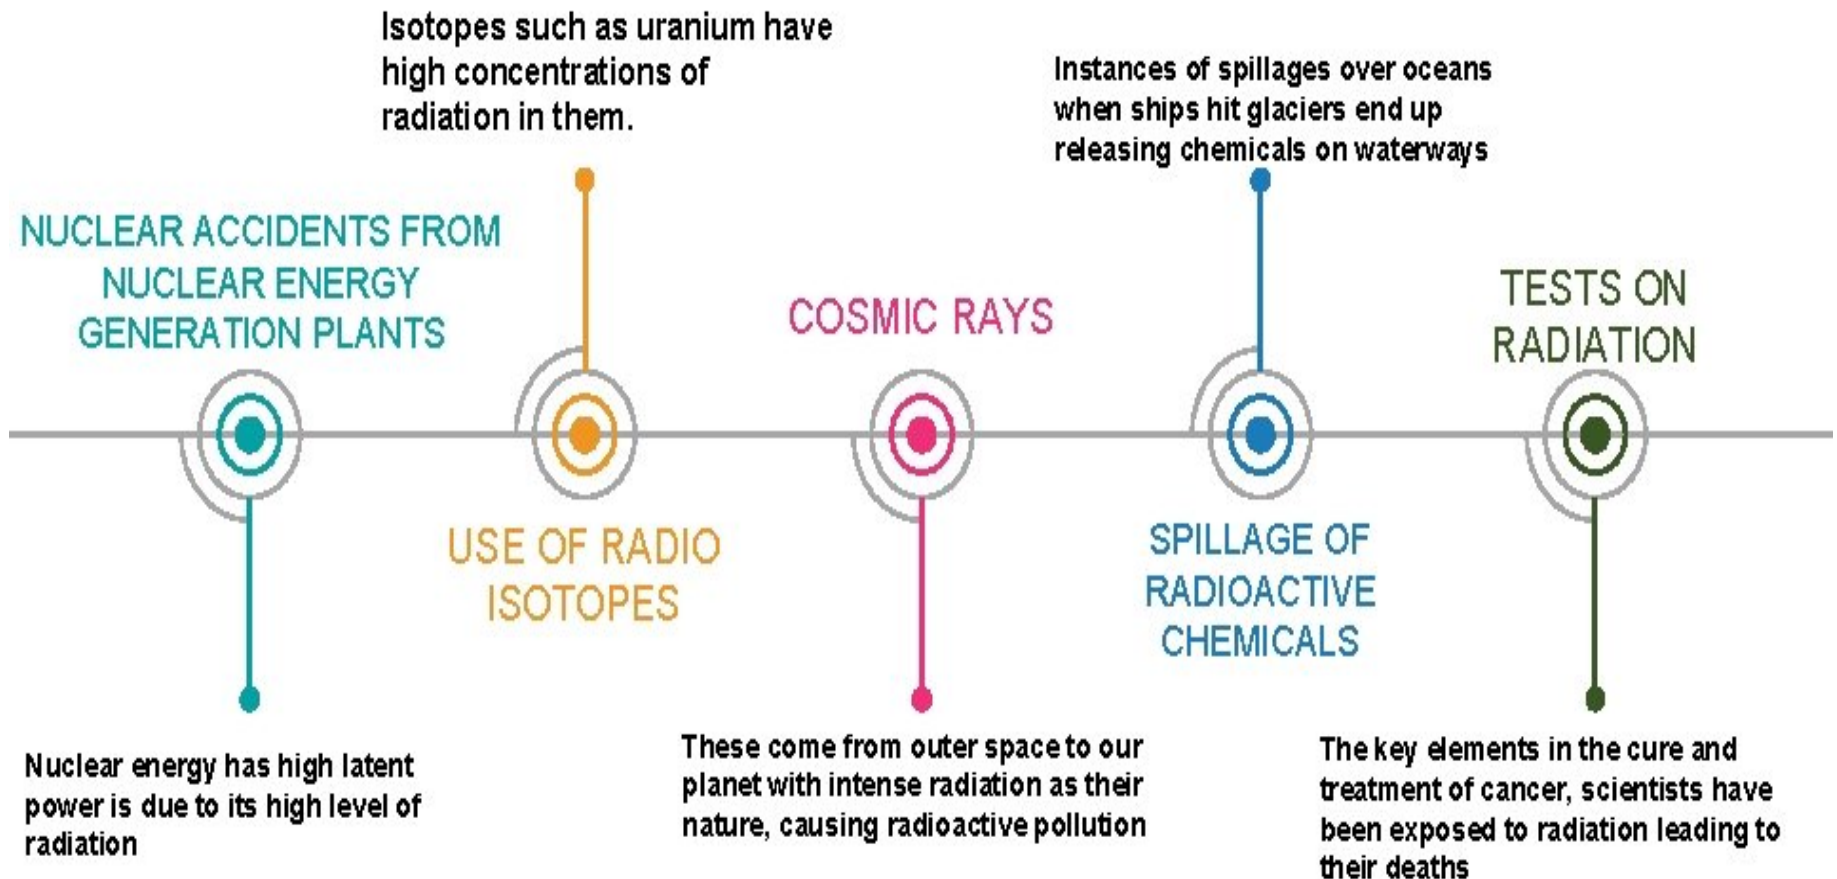 Isotopes such as uranium have
high concentrations of
radiation in them.
Instances of spillages over oceans
when ships hit glaciers end up
releasing chemicals on waterways
NUCLEAR ACCIDENTS FROM
NUCLEAR ENERGY
GENERATION PLANTS
COSMIC RAYS
TESTS ON
RADIATION
USE OF RADIO
ISOTOPES
SPILLAGE OF
RADIOACTIVE
CHEMICALS
Nuclear energy has high latent
power is due to its high level of
radiation
These come from outer space to our
planet with intense radiation as their
nature, causing radioactive pollution
The key elements in the cure and
treatment of cancer, scientists have
been exposed to radiation leading to
their deaths